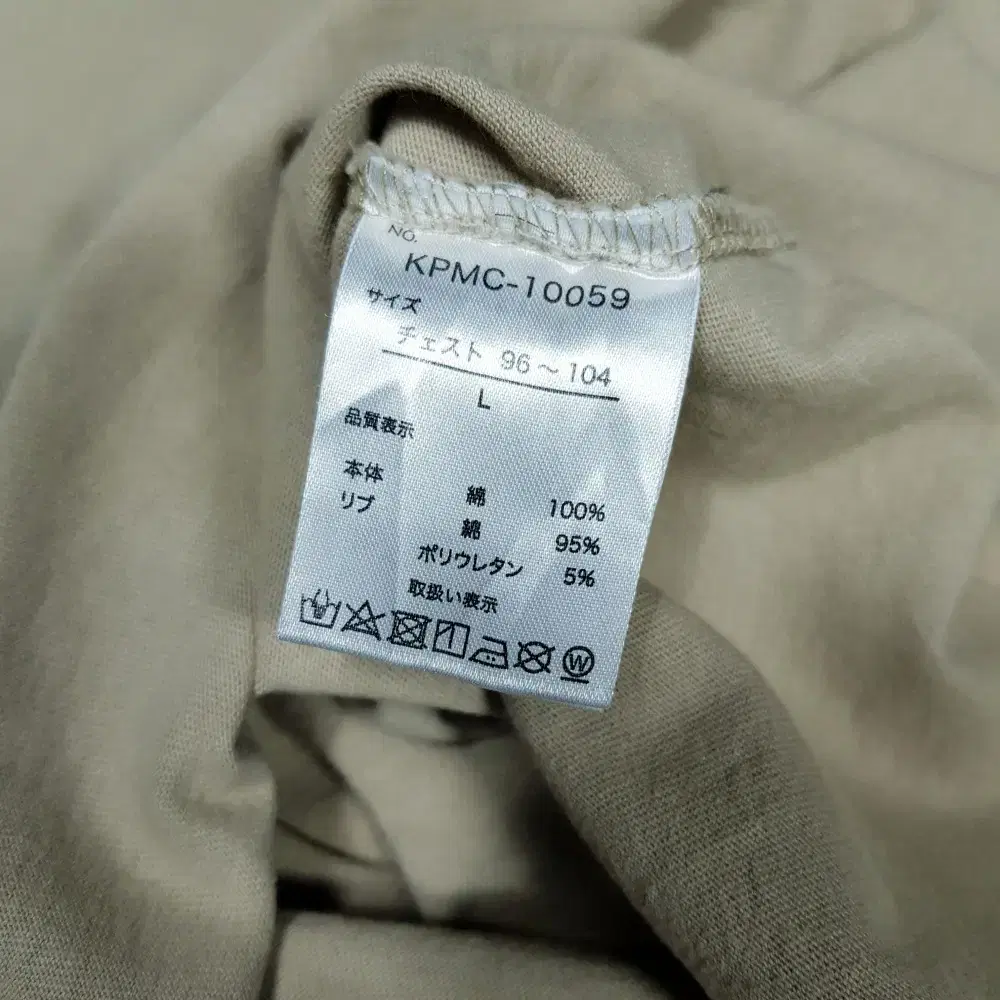 NO.
KPMC-10059
サイズ
チェスト 96～104
L
品質表示
本体 綿 100%
リブ 綿 95%
ポリウレタン 5%
取扱い表示
W